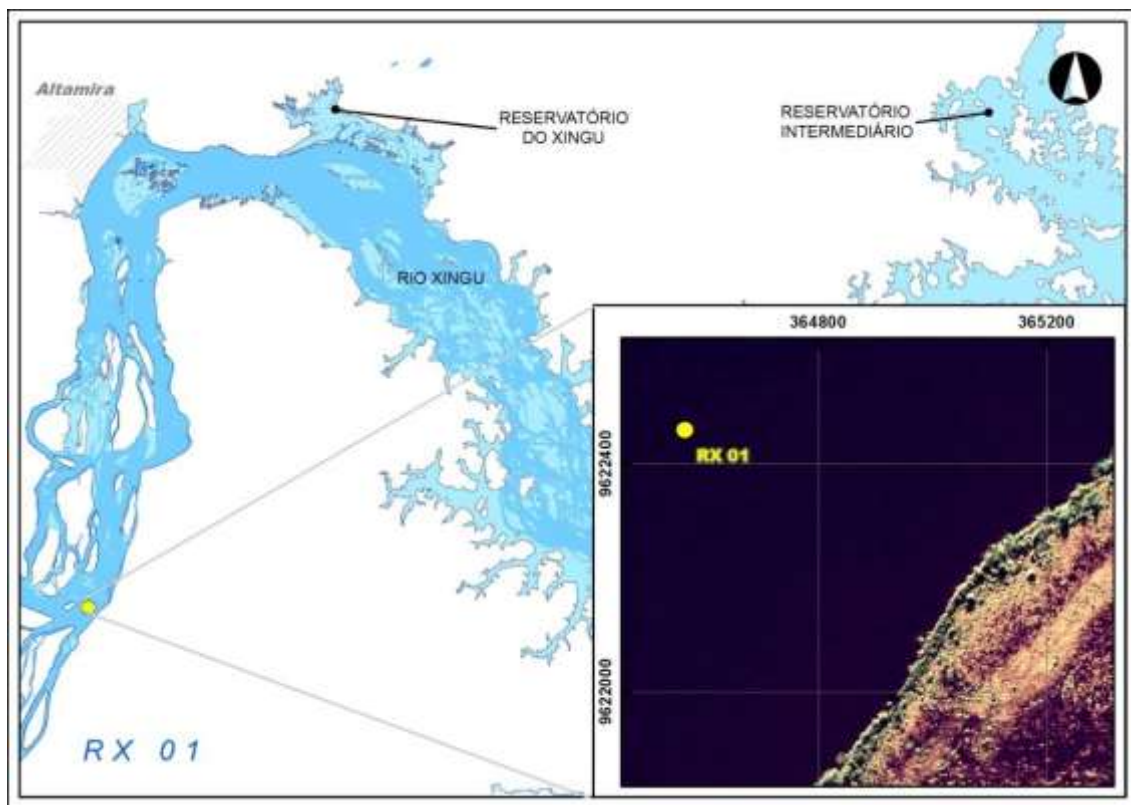 Altamira
RESERVATÓRIO
DO XINGU
RESERVATÓRIO
INTERMEDIÁRIO
RIO XINGU
364800
365200
RX 01
9622400
9622000
RX 01